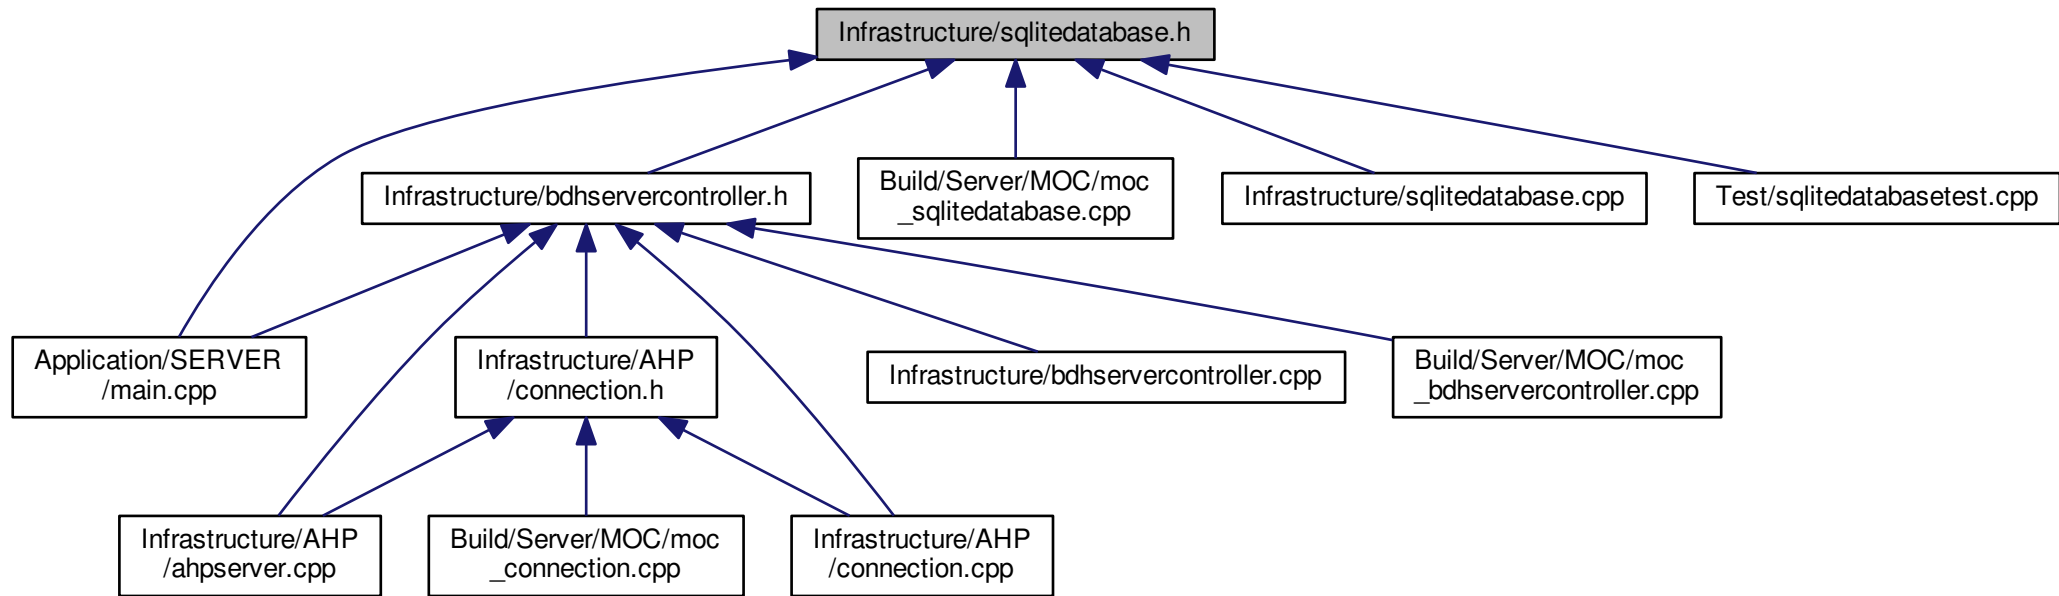 Infrastructure/sqlitedatabase.h
Infrastructure/bdhservercontroller.h
Build/Server/MOC/moc
_sqlitedatabase.cpp
Infrastructure/sqlitedatabase.cpp
Test/sqlitedatabasetest.cpp
Application/SERVER
/main.cpp
Infrastructure/AHP
/connection.h
Infrastructure/bdhservercontroller.cpp
Build/Server/MOC/moc
_bdhservercontroller.cpp
Infrastructure/AHP
/ahpserver.cpp
Build/Server/MOC/moc
_connection.cpp
Infrastructure/AHP
/connection.cpp